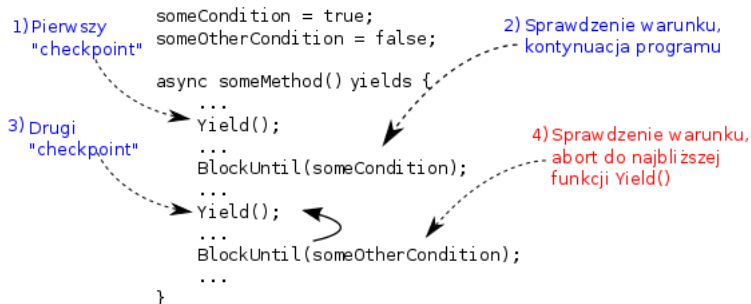 someCondition = true;
someOtherCondition = false;
1) Pierwszy
"checkpoint"
2) Sprawdzenie warunku,
kontynuacja programu
async someMethod() yields {
...
Yield();
...
3) Drugi
"checkpoint"
4) Sprawdzenie warunku,
abort do najbliższej
funkcji Yield()
BlockUntil(someCondition);
...
Yield();
...
BlockUntil(someOtherCondition);
...
}